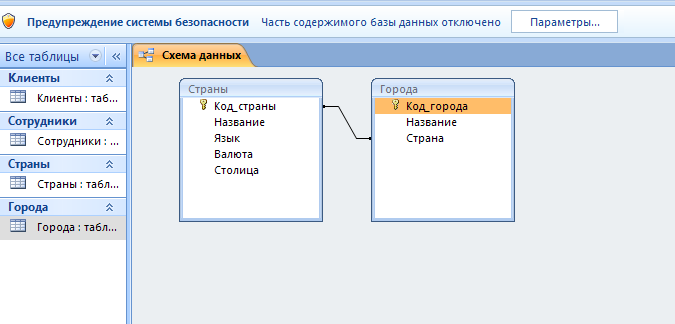 Предупреждение системы безопасности Часть содержимого базы данных отключено Параметры...
Все таблицы
Схема данных
Клиенты
Клиенты : таб...
Сотрудники
Сотрудники : ...
Страны
Страны : табл...
Города
Города : табл...
Страны
Код_страны
Название
Язык
Валюта
Столица
Города
Код_города
Название
Страна